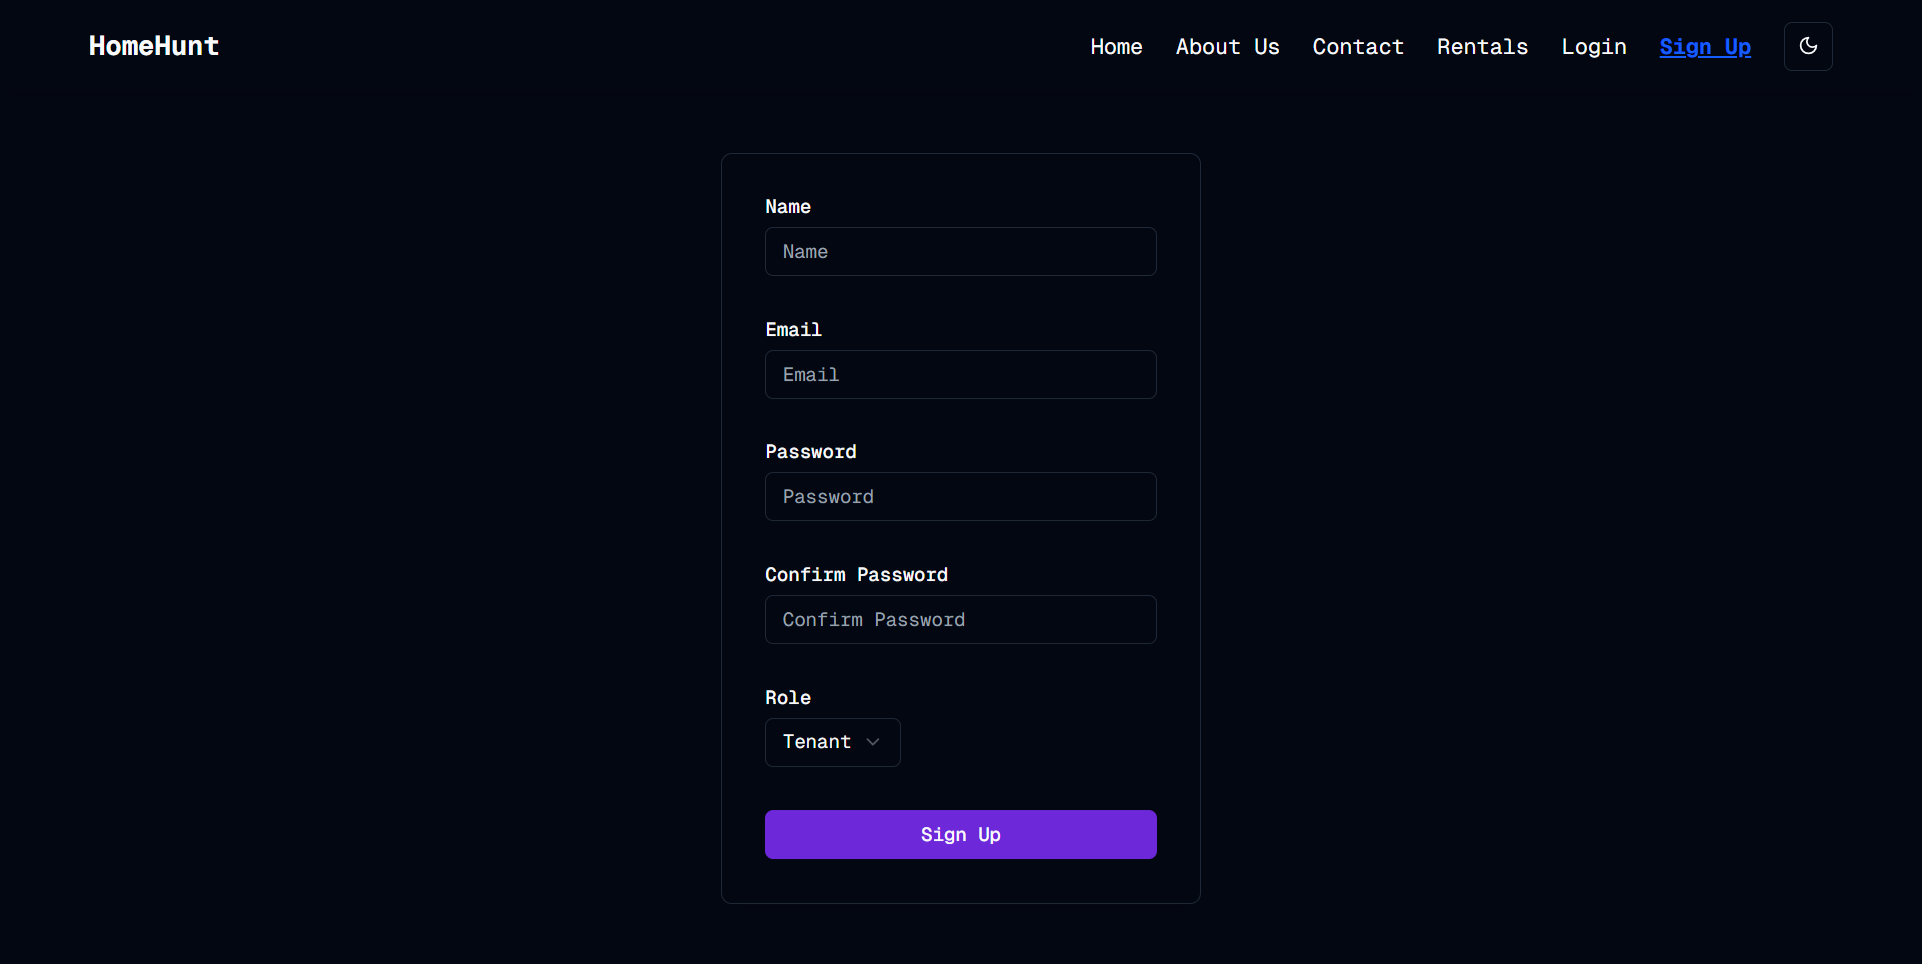 HomeHunt
Home About Us Contact Rentals Login Sign Up
Name
Name
Email
Email
Password
Password
Confirm Password
Confirm Password
Role
Tenant
Sign Up